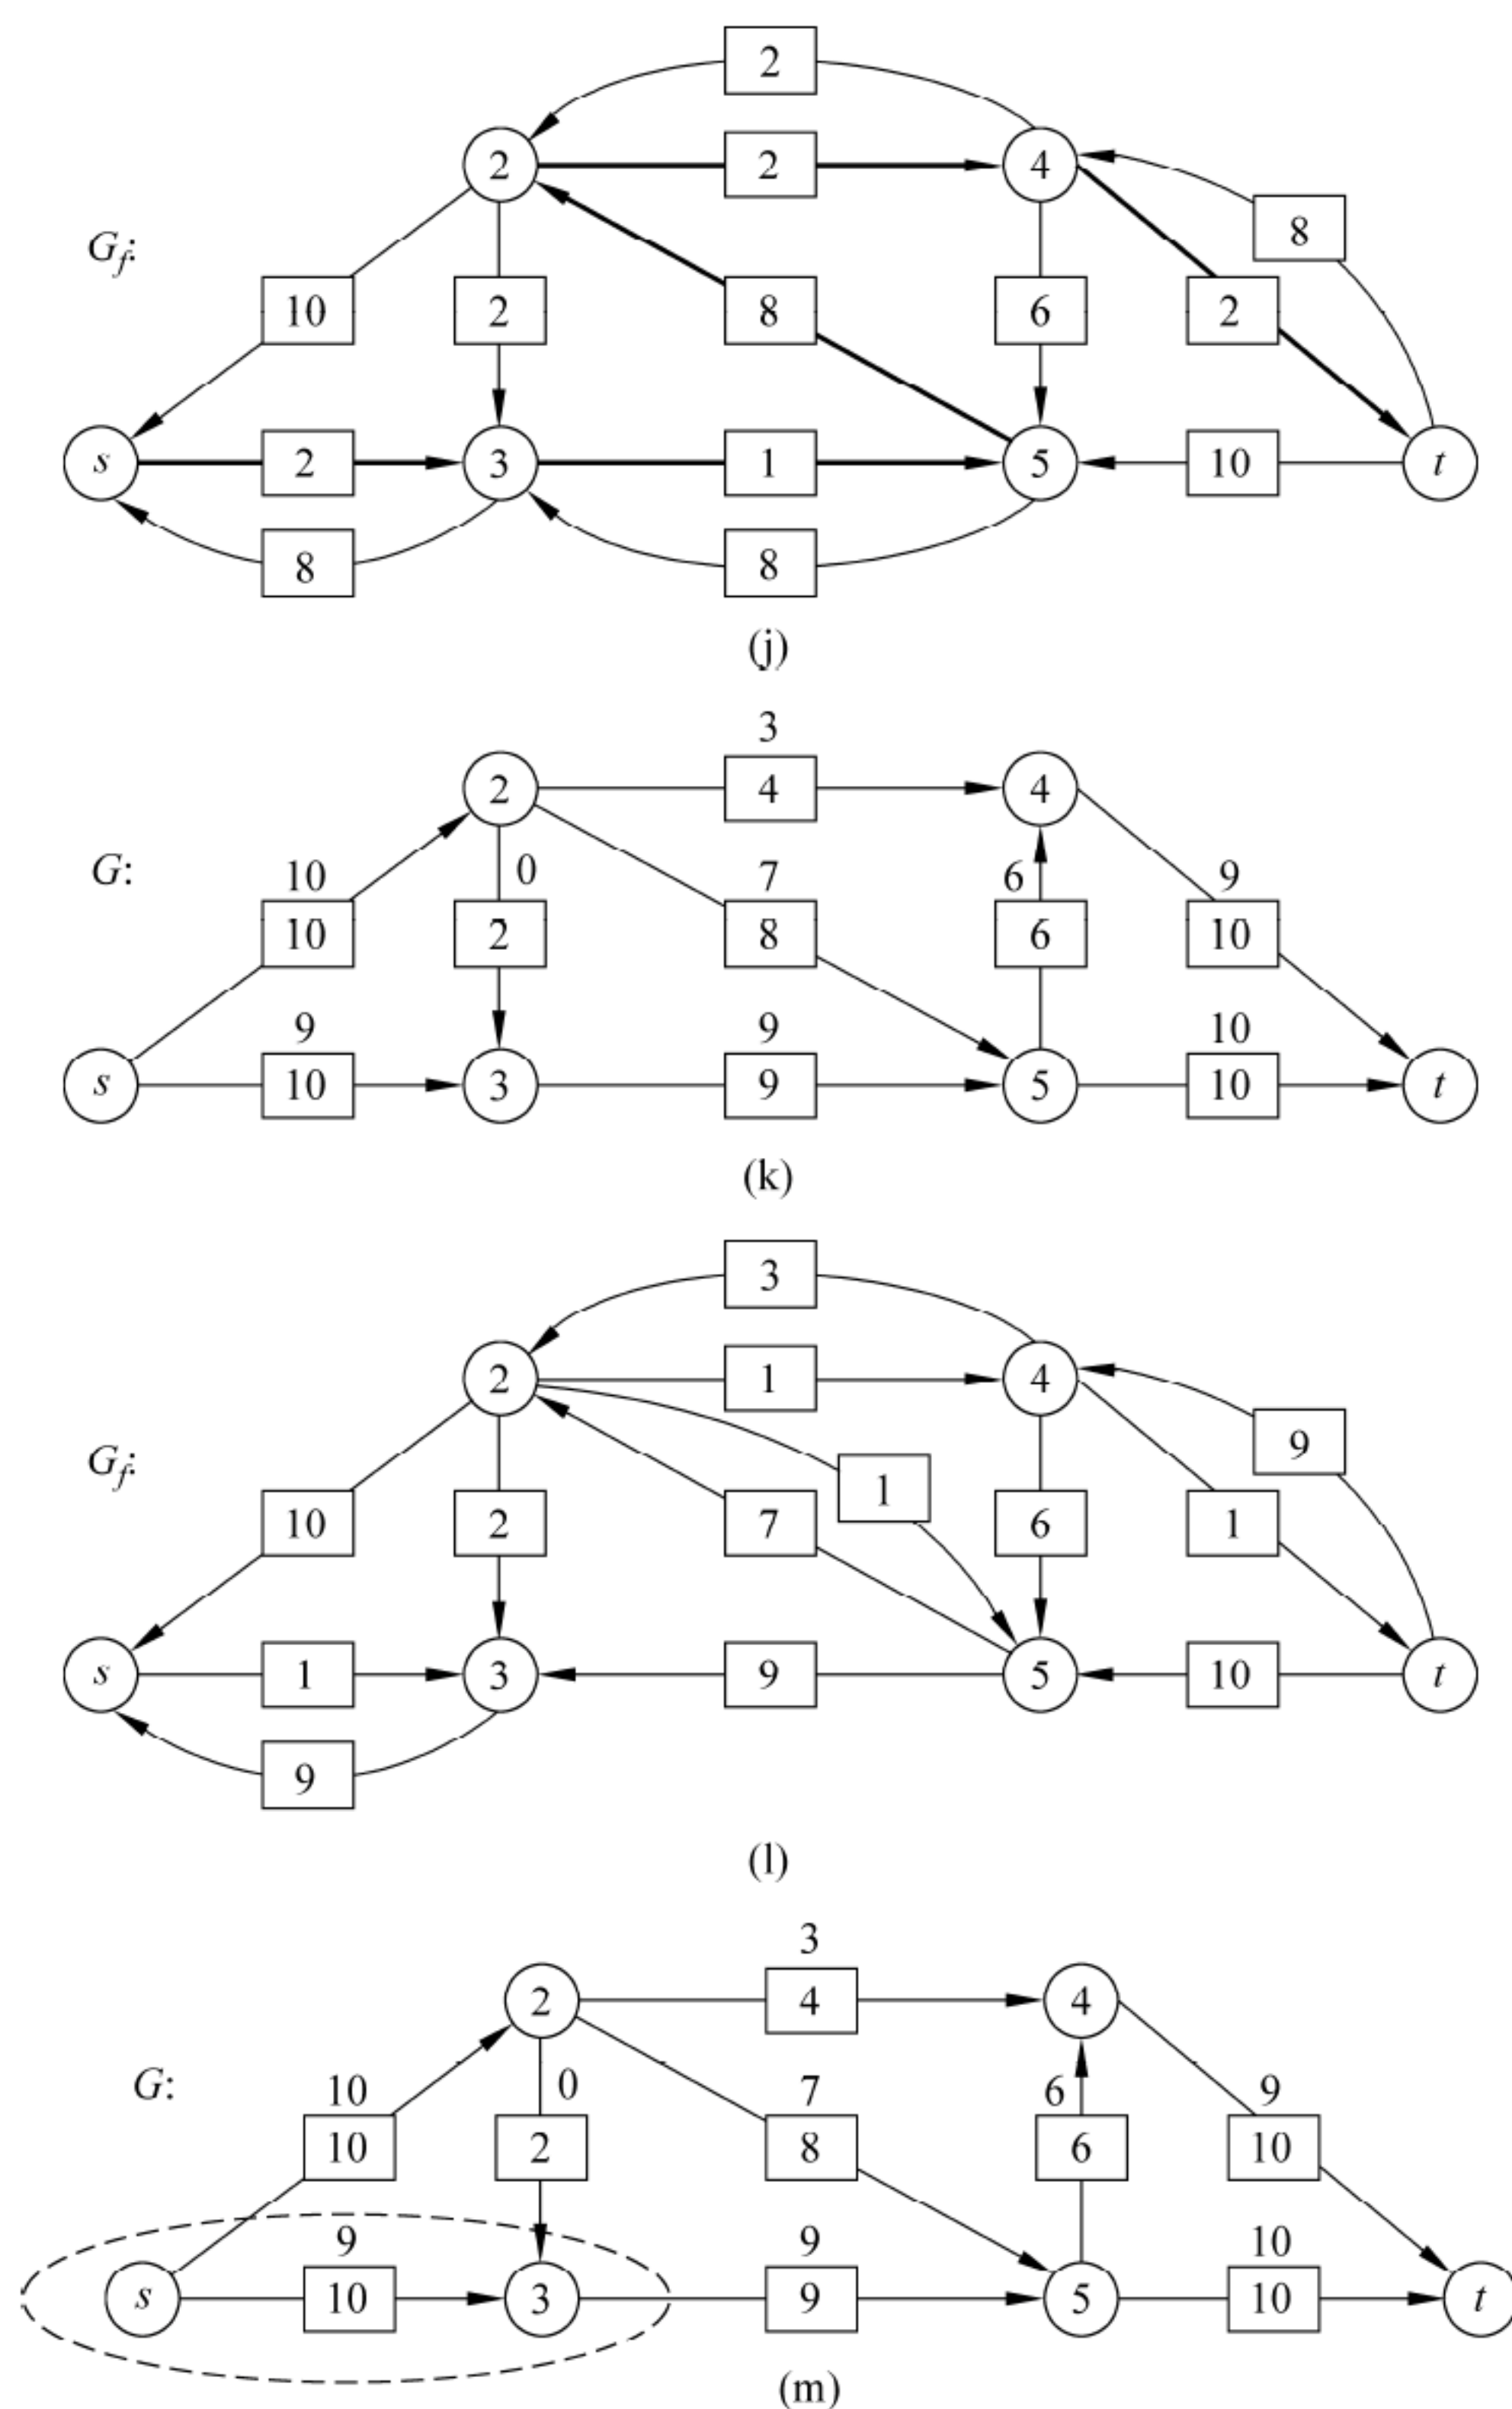 2
2 2 4
8
G_f:
10 2 8 6 2
s 2 3 1 5 10 t
8 8
(j)
3
2 4 4
0
G: 10 7 6 9
10 2 8 6 10
9 9 10
s 10 3 9 5 10 t
(k)
3
2 1 4
9
G_f:
1
10 2 7 6 1
s 1 3 9 5 10 t
9
(l)
3
2 4 4
G: 10 0 7 6 9
10 2 8 6 10
9 9 10
s 10 3 9 5 10 t
(m)